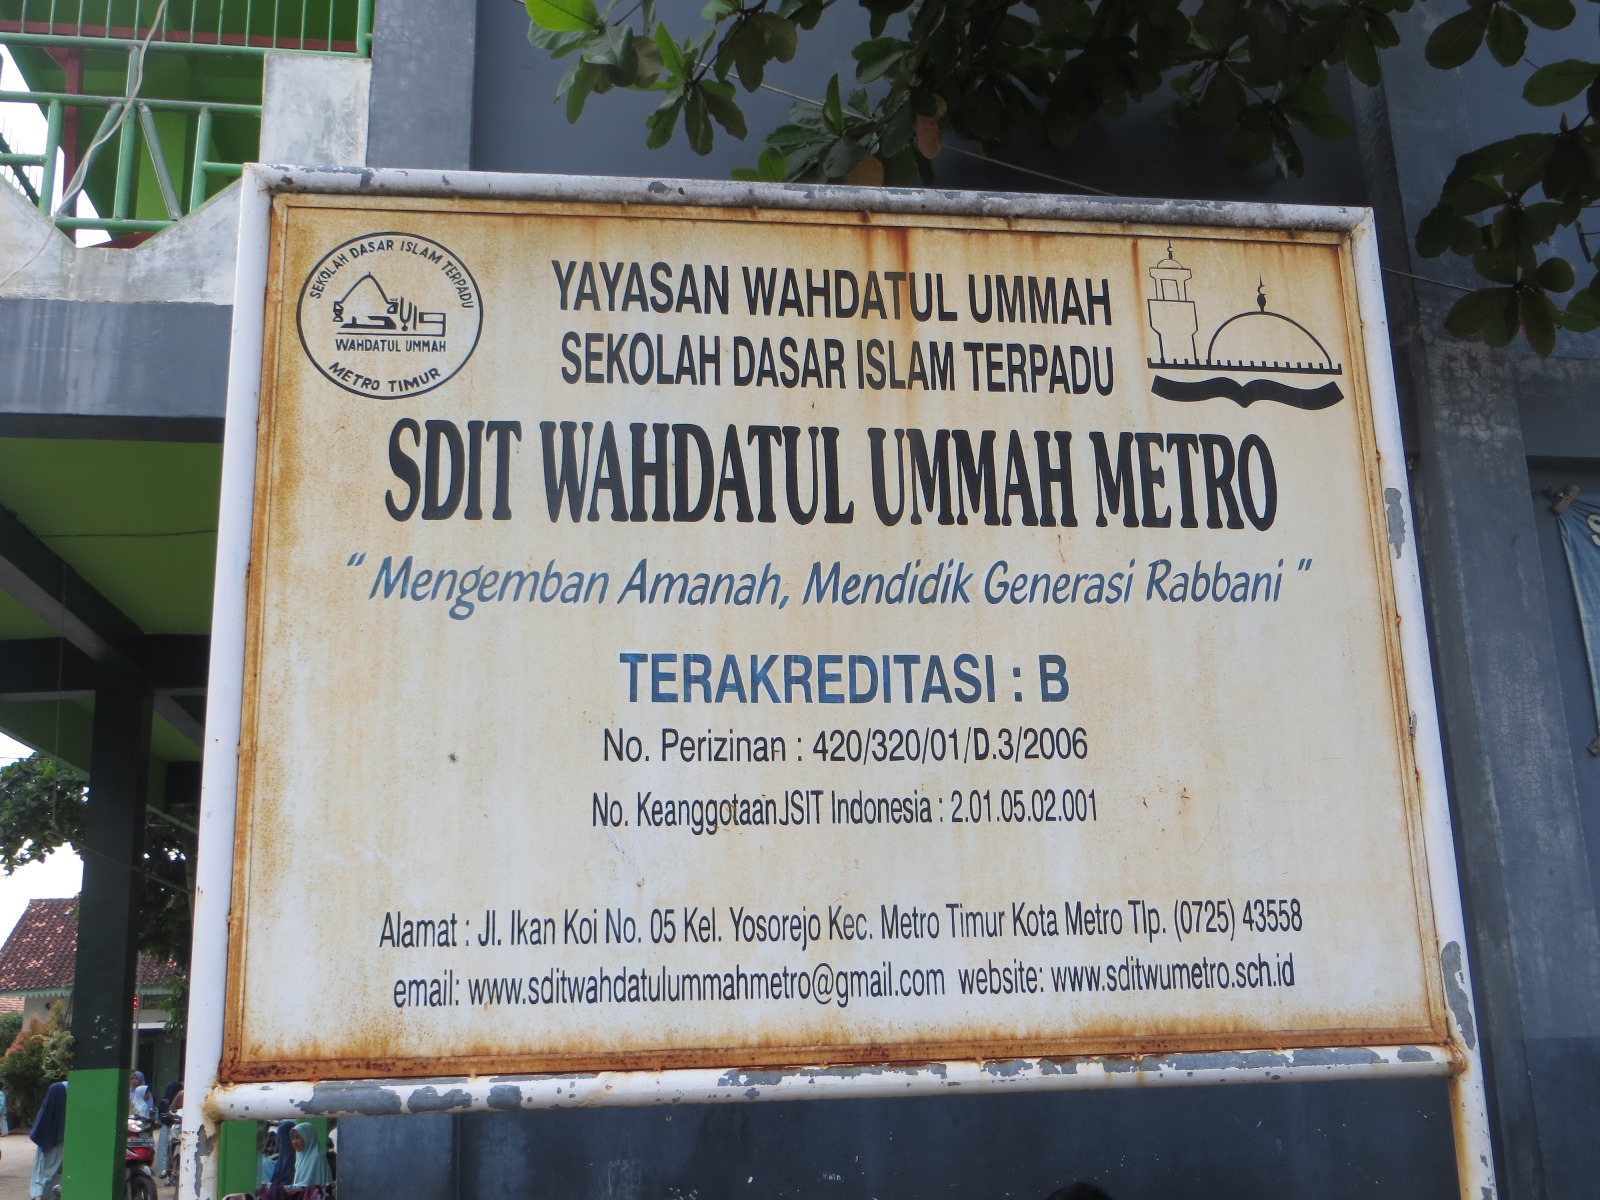 SEKOLAH DASAR ISLAM TERPADU
WAHDATUL UMMAH
METRO TIMUR
YAYASAN WAHDATUL UMMAH
SEKOLAH DASAR ISLAM TERPADU
SDIT WAHDATUL UMMAH METRO
" Mengemban Amanah, Mendidik Generasi Rabbani "
TERAKREDITASI : B
No. Perizinan : 420/320/01/D.3/2006
No. KeanggotaanJSIT Indonesia : 2.01.05.02.001
Alamat : Jl. Ikan Koi No. 05 Kel. Yosorejo Kec. Metro Timur Kota Metro Tlp. (0725) 43558
email: www.sditwahdatulummahmetro@gmail.com website: www.sditwumetro.sch.id